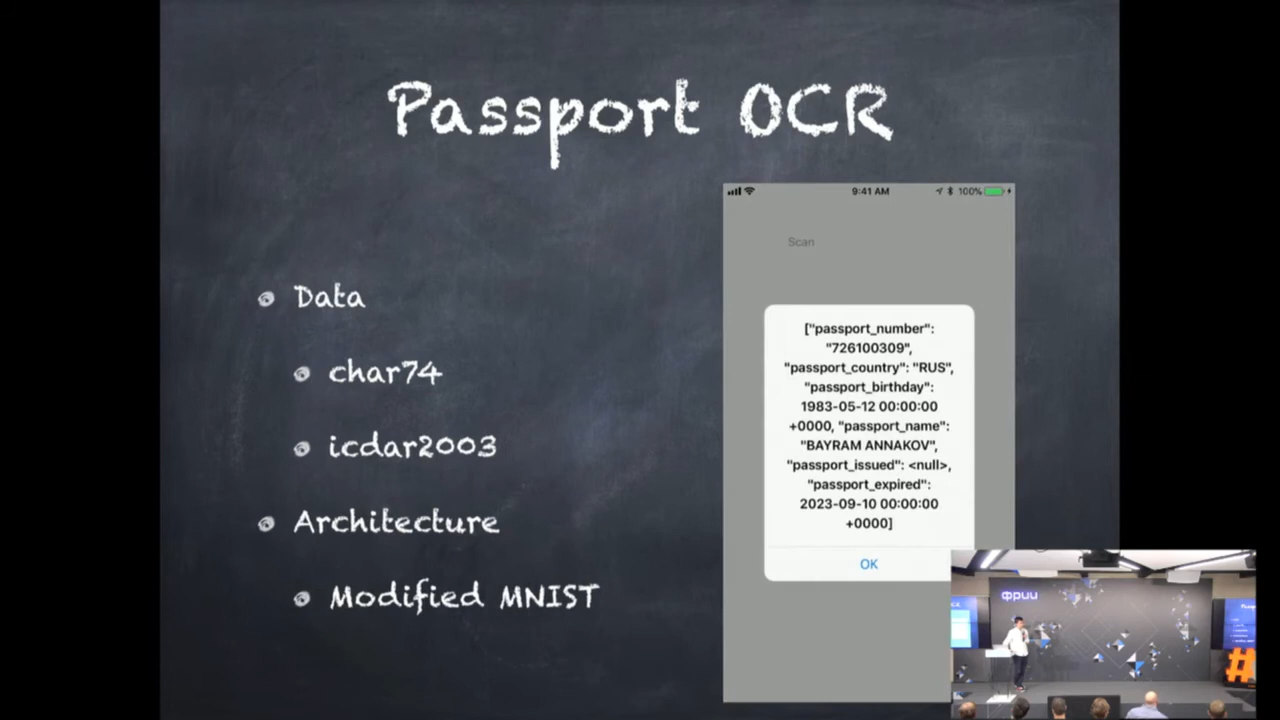 Passport OCR
Data
char74
icdar2003
Architecture
Modified MNIST
9:41 AM
100%
Scan
["passport_number":
"726100309",
"passport_country": "RUS",
"passport_birthday":
1983-05-12 00:00:00
+0000, "passport_name":
"BAYRAM ANNAKOV",
"passport_issued": <null>,
"passport_expired":
2023-09-10 00:00:00
+0000]
OK
фрии
#